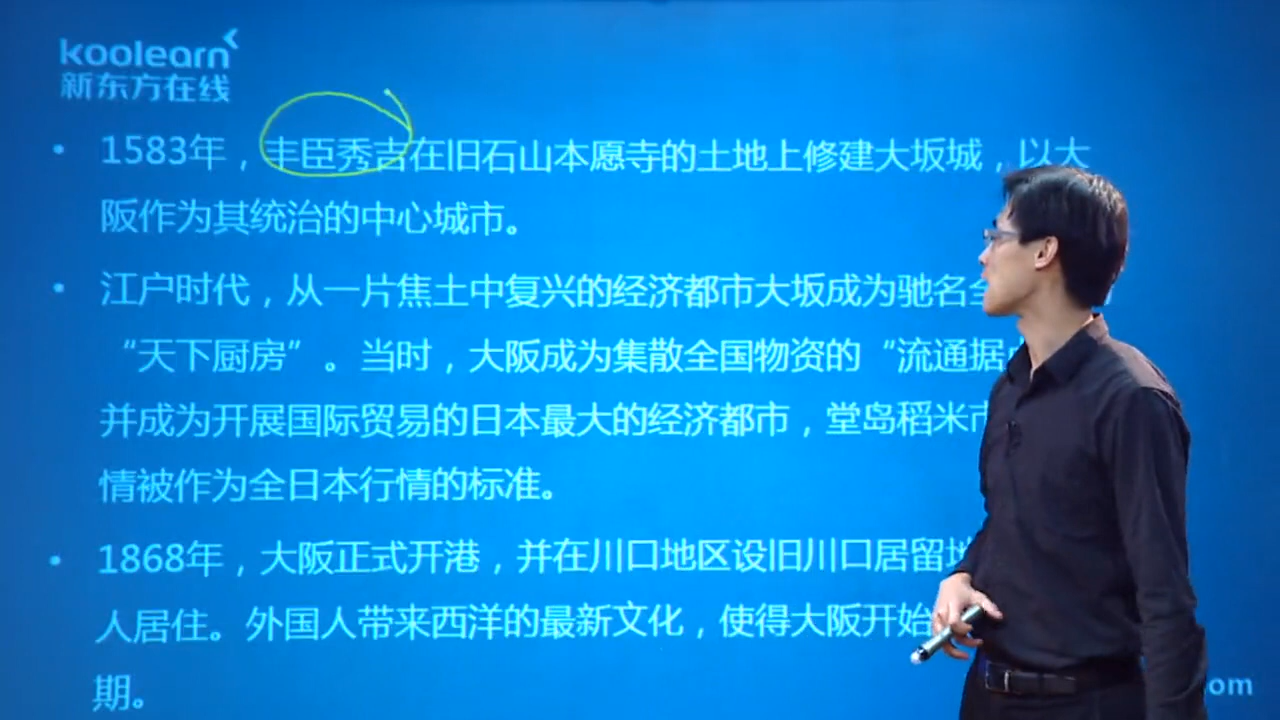 koolearn
新东方在线
• 1583年，丰臣秀吉在旧石山本愿寺的土地上修建大坂城，以大
阪作为其统治的中心城市。
• 江户时代，从一片焦土中复兴的经济都市大坂成为驰名
“天下厨房”。当时，大阪成为集散全国物资的“流通据
并成为开展国际贸易的日本最大的经济都市，堂岛稻米市
情被作为全日本行情的标准。
• 1868年，大阪正式开港，并在川口地区设旧川口居留
人居住。外国人带来西洋的最新文化，使得大阪开始
期。
om